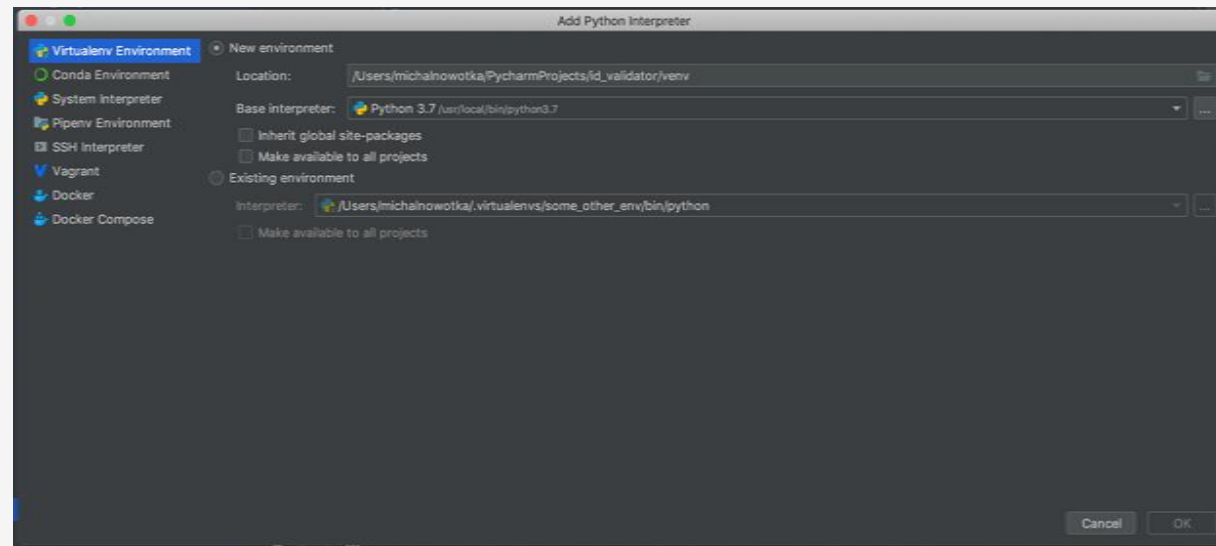 Add Python Interpreter
Virtualenv Environment
Conda Environment
System Interpreter
Pipenv Environment
SSH Interpreter
Vagrant
Docker
Docker Compose
New environment
Location: /Users/michalnowotka/PycharmProjects/id_validator/venv
Base interpreter: Python 3.7 /usr/local/bin/python3.7
Inherit global site-packages
Make available to all projects
Existing environment
Interpreter: /Users/michalnowotka/.virtualenvs/some_other_env/bin/python
Make available to all projects
Cancel OK